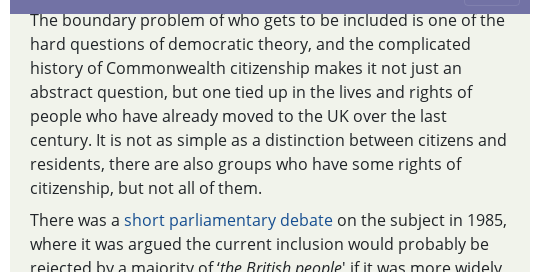 The boundary problem of who gets to be included is one of the
hard questions of democratic theory, and the complicated
history of Commonwealth citizenship makes it not just an
abstract question, but one tied up in the lives and rights of
people who have already moved to the UK over the last
century. It is not as simple as a distinction between citizens and
residents, there are also groups who have some rights of
citizenship, but not all of them.
There was a short parliamentary debate on the subject in 1985,
where it was argued the current inclusion would probably be
rejected by a majority of 'the British people' if it was more widely